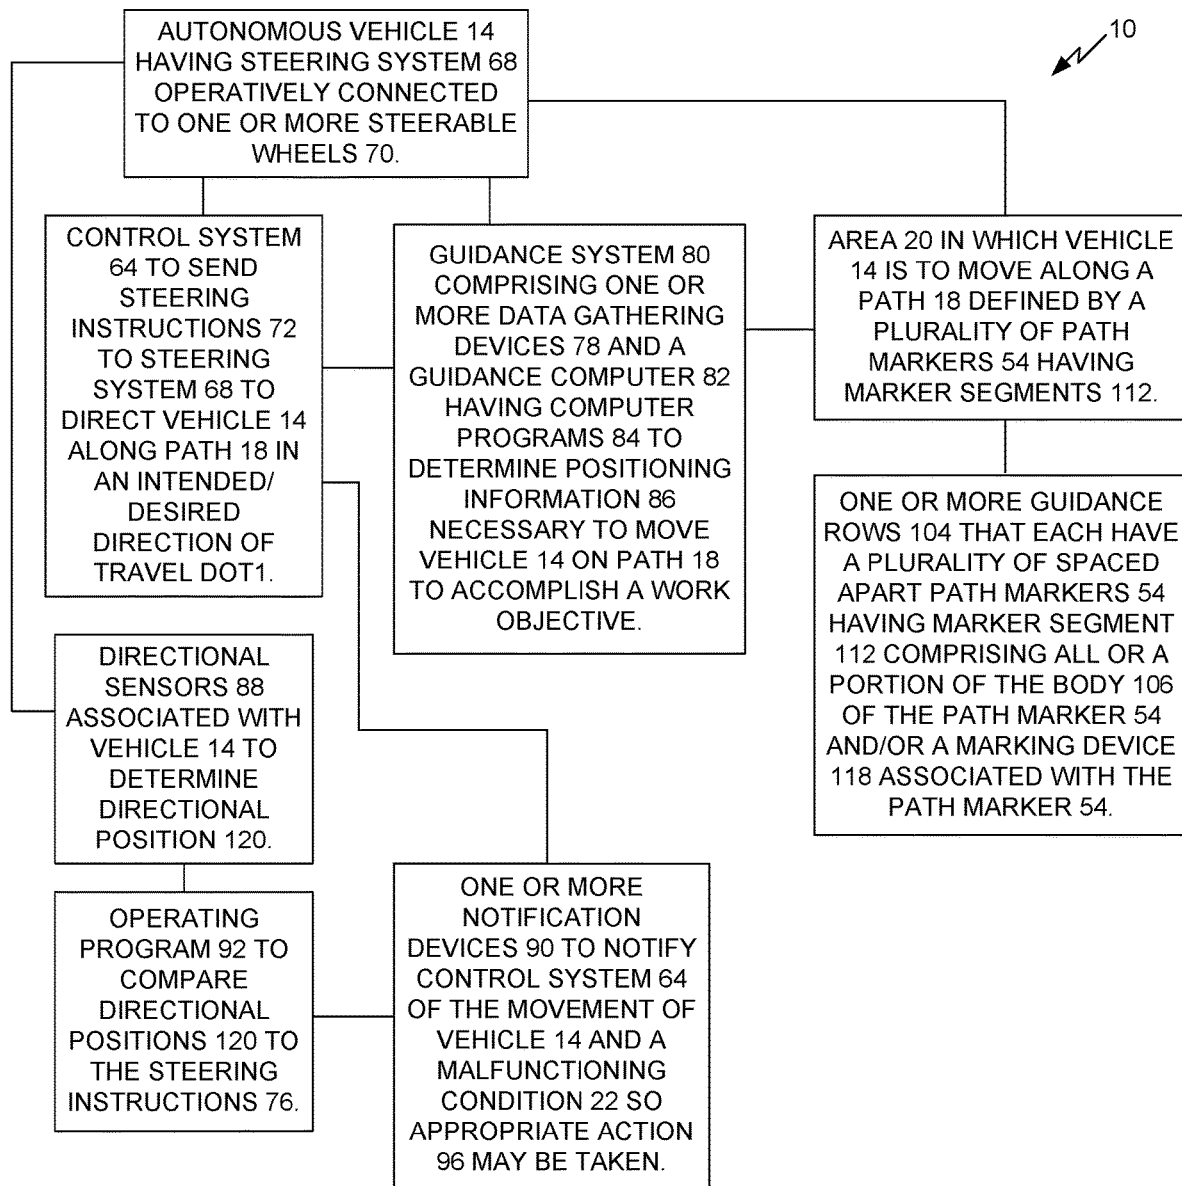 AUTONOMOUS VEHICLE 14
HAVING STEERING SYSTEM 68
OPERATIVELY CONNECTED
TO ONE OR MORE STEERABLE
WHEELS 70.
10
CONTROL SYSTEM
64 TO SEND
STEERING
INSTRUCTIONS 72
TO STEERING
SYSTEM 68 TO
DIRECT VEHICLE 14
ALONG PATH 18 IN
AN INTENDED/
DESIRED
DIRECTION OF
TRAVEL DOT1.
GUIDANCE SYSTEM 80
COMPRISING ONE OR
MORE DATA GATHERING
DEVICES 78 AND A
GUIDANCE COMPUTER 82
HAVING COMPUTER
PROGRAMS 84 TO
DETERMINE POSITIONING
INFORMATION 86
NECESSARY TO MOVE
VEHICLE 14 ON PATH 18
TO ACCOMPLISH A WORK
OBJECTIVE.
AREA 20 IN WHICH VEHICLE
14 IS TO MOVE ALONG A
PATH 18 DEFINED BY A
PLURALITY OF PATH
MARKERS 54 HAVING
MARKER SEGMENTS 112.
ONE OR MORE GUIDANCE
ROWS 104 THAT EACH HAVE
A PLURALITY OF SPACED
APART PATH MARKERS 54
HAVING MARKER SEGMENT
112 COMPRISING ALL OR A
PORTION OF THE BODY 106
OF THE PATH MARKER 54
AND/OR A MARKING DEVICE
118 ASSOCIATED WITH THE
PATH MARKER 54.
DIRECTIONAL
SENSORS 88
ASSOCIATED WITH
VEHICLE 14 TO
DETERMINE
DIRECTIONAL
POSITION 120.
OPERATING
PROGRAM 92 TO
COMPARE
DIRECTIONAL
POSITIONS 120 TO
THE STEERING
INSTRUCTIONS 76.
ONE OR MORE
NOTIFICATION
DEVICES 90 TO NOTIFY
CONTROL SYSTEM 64
OF THE MOVEMENT OF
VEHICLE 14 AND A
MALFUNCTIONING
CONDITION 22 SO
APPROPRIATE ACTION
96 MAY BE TAKEN.